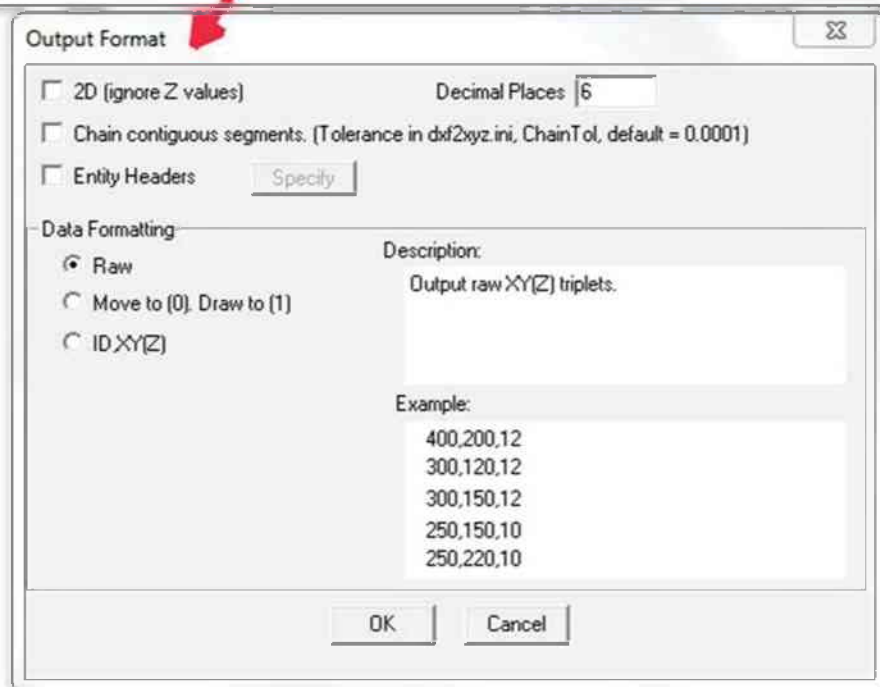 Output Format
2D (ignore Z values)
Decimal Places 6
Chain contiguous segments. (Tolerance in dxf2xyz.ini, ChainTol, default = 0.0001)
Entity Headers
Specify
Data Formatting
Raw
Move to (0), Draw to (1)
ID,XY(Z)
Description:
Output raw XY(Z) triplets.
Example:
400,200,12
300,120,12
300,150,12
250,150,10
250,220,10
OK
Cancel